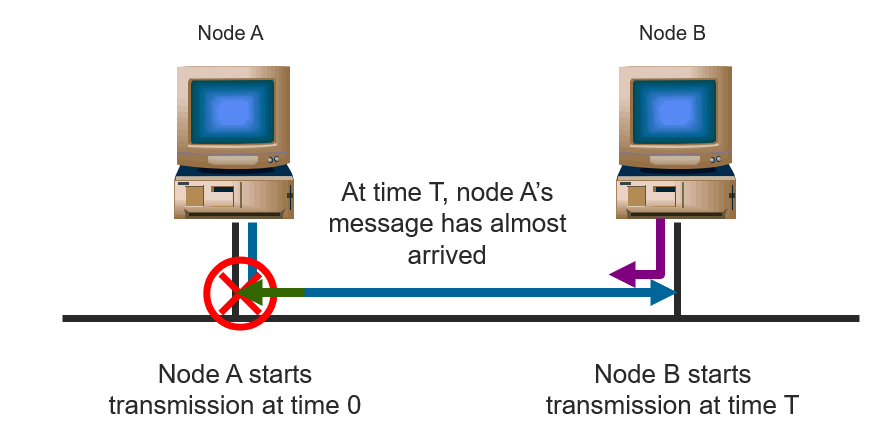 Node A
Node B
At time T, node A’s
message has almost
arrived
Node A starts
transmission at time 0
Node B starts
transmission at time T